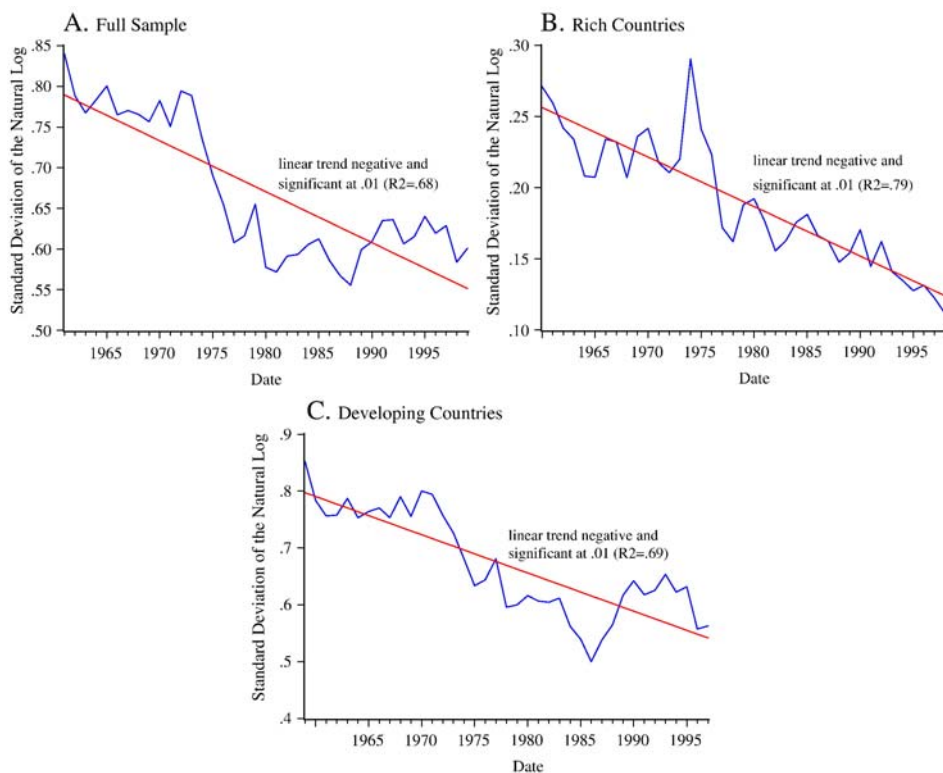 A. Full Sample
Standard Deviation of the Natural Log
.85
.80
.75
.70
.65
.60
.55
.50
linear trend negative and
significant at .01 (R2=.68)
1965 1970 1975 1980 1985 1990 1995
Date
B. Rich Countries
Standard Deviation of the Natural Log
.30
.25
.20
.15
.10
linear trend negative and
significant at .01 (R2=.79)
1965 1970 1975 1980 1985 1990 1995
Date
C. Developing Countries
Standard Deviation of the Natural Log
.9
.8
.7
.6
.5
.4
linear trend negative and
significant at .01 (R2=.69)
1965 1970 1975 1980 1985 1990 1995
Date